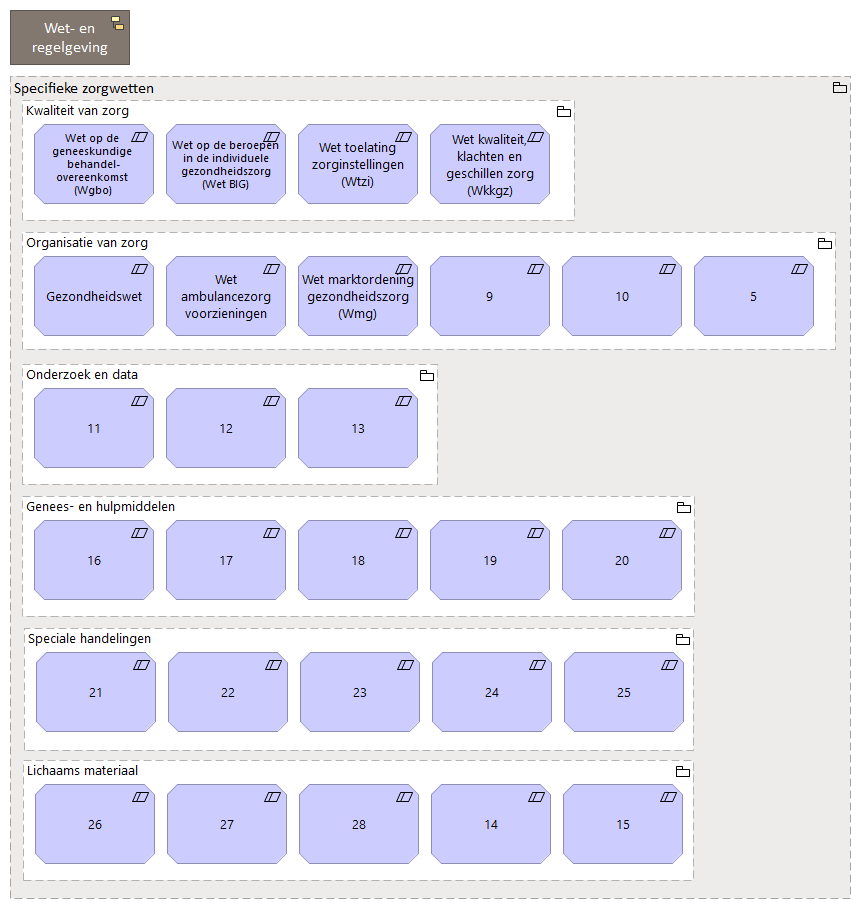 Wet- en
regelgeving
Specifieke zorgwetten
Kwaliteit van zorg
Wet op de
geneeskundige
behandel-
overeenkomst
(Wgbo)
Wet op de beroepen
in de individuele
gezondheidszorg
(Wet BIG)
Wet toelating
zorginstellingen
(Wtzi)
Wet kwaliteit,
klachten en
geschillen zorg
(Wkkgz)
Organisatie van zorg
Gezondheidswet
Wet
ambulancezorg
voorzieningen
Wet marktordening
gezondheidszorg
(Wmg)
9
10
5
Onderzoek en data
11
12
13
Genees- en hulpmiddelen
16
17
18
19
20
Speciale handelingen
21
22
23
24
25
Lichaams materiaal
26
27
28
14
15